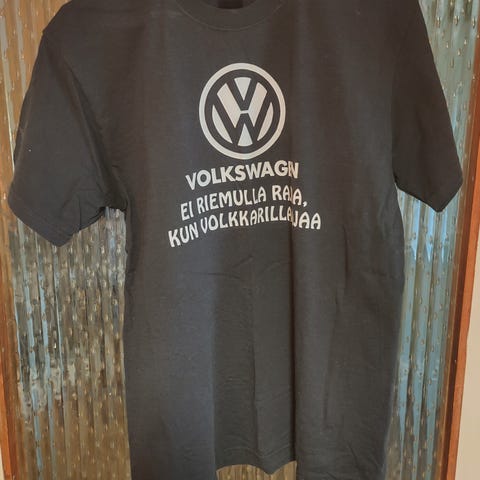 VOLKSWAGN
EI RIEMULLA RAJA,
KUN VOLKKARILLA AJAA